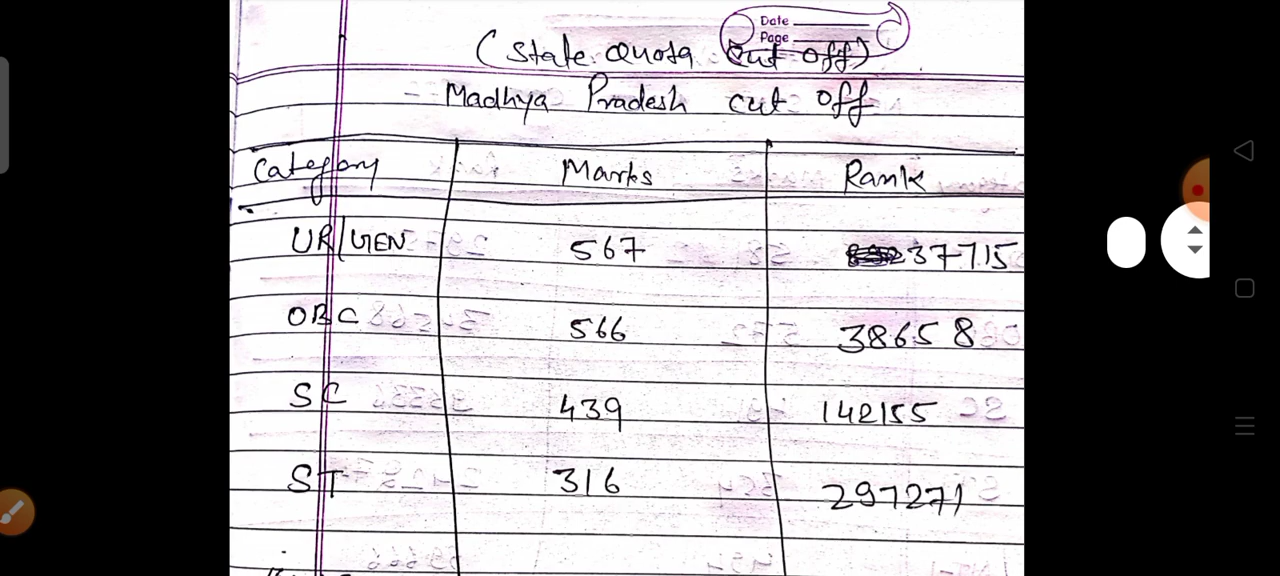 Date
Page
(State Quota Cut off)
Madhya Pradesh cut off
Category Marks Rank
UR/GEN 567 37715
OBC 566 38658
SC 439 142155
ST 316 297271